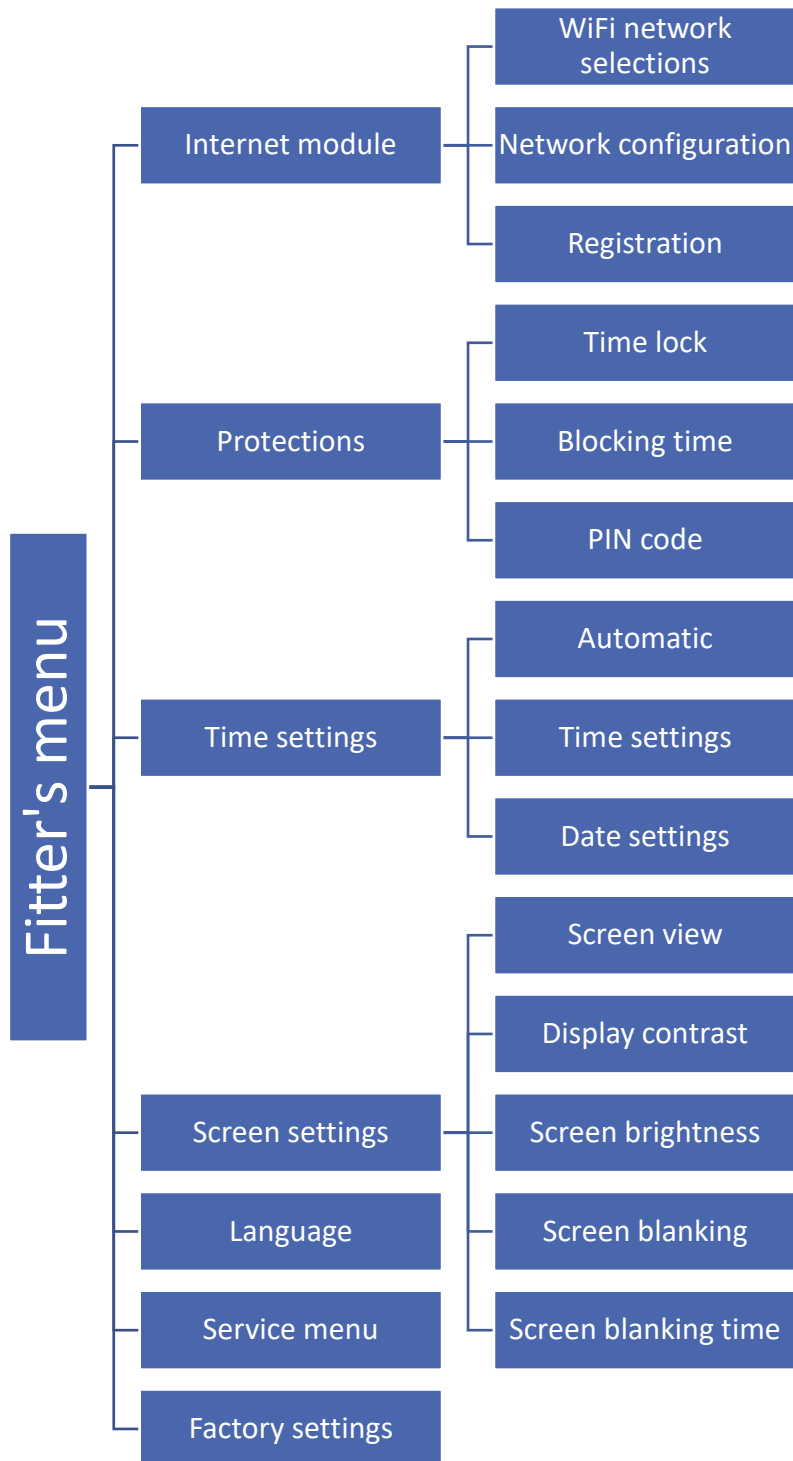 Fitter's menu
Internet module
WiFi network
selections
Network configuration
Registration
Protections
Time lock
Blocking time
PIN code
Time settings
Automatic
Time settings
Date settings
Screen settings
Screen view
Display contrast
Screen brightness
Screen blanking
Screen blanking time
Language
Service menu
Factory settings